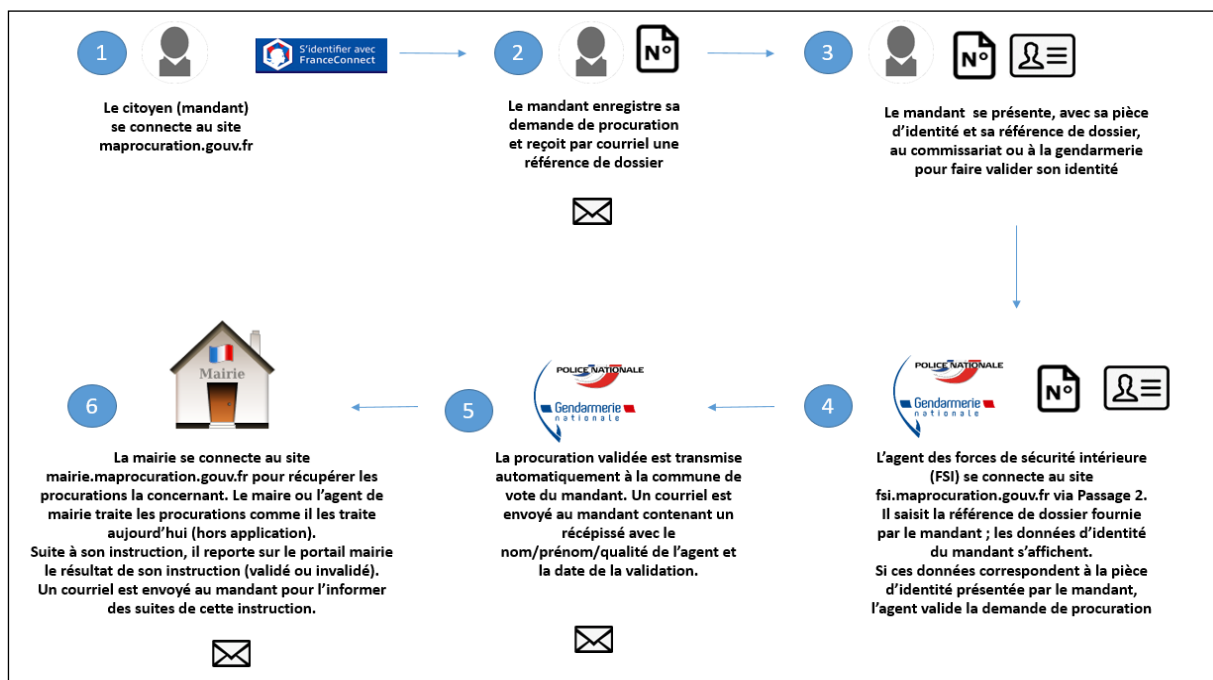 1
S'identifier avec
FranceConnect
Le citoyen (mandant)
se connecte au site
maprocuration.gouv.fr
2
N°
Le mandant enregistre sa
demande de procuration
et reçoit par courriel une
référence de dossier
3
N°
Le mandant se présente, avec sa pièce
d'identité et sa référence de dossier,
au commissariat ou à la gendarmerie
pour faire valider son identité
4
POLICE NATIONALE
Gendarmerie
nationale
N°
L'agent des forces de sécurité intérieure
(FSI) se connecte au site
fsi.maprocuration.gouv.fr via Passage 2.
Il saisit la référence de dossier fournie
par le mandant ; les données d'identité
du mandant s'affichent.
Si ces données correspondent à la pièce
d'identité présentée par le mandant,
l'agent valide la demande de procuration
5
POLICE NATIONALE
Gendarmerie
nationale
La procuration validée est transmise
automatiquement à la commune de
vote du mandant. Un courriel est
envoyé au mandant contenant un
récépissé avec le
nom/prénom/qualité de l'agent et
la date de la validation.
6
Mairie
La mairie se connecte au site
mairie.maprocuration.gouv.fr pour récupérer les
procurations la concernant. Le maire ou l'agent de
mairie traite les procurations comme il les traite
aujourd'hui (hors application).
Suite à son instruction, il reporte sur le portail mairie
le résultat de son instruction (validé ou invalidé).
Un courriel est envoyé au mandant pour l'informer
des suites de cette instruction.